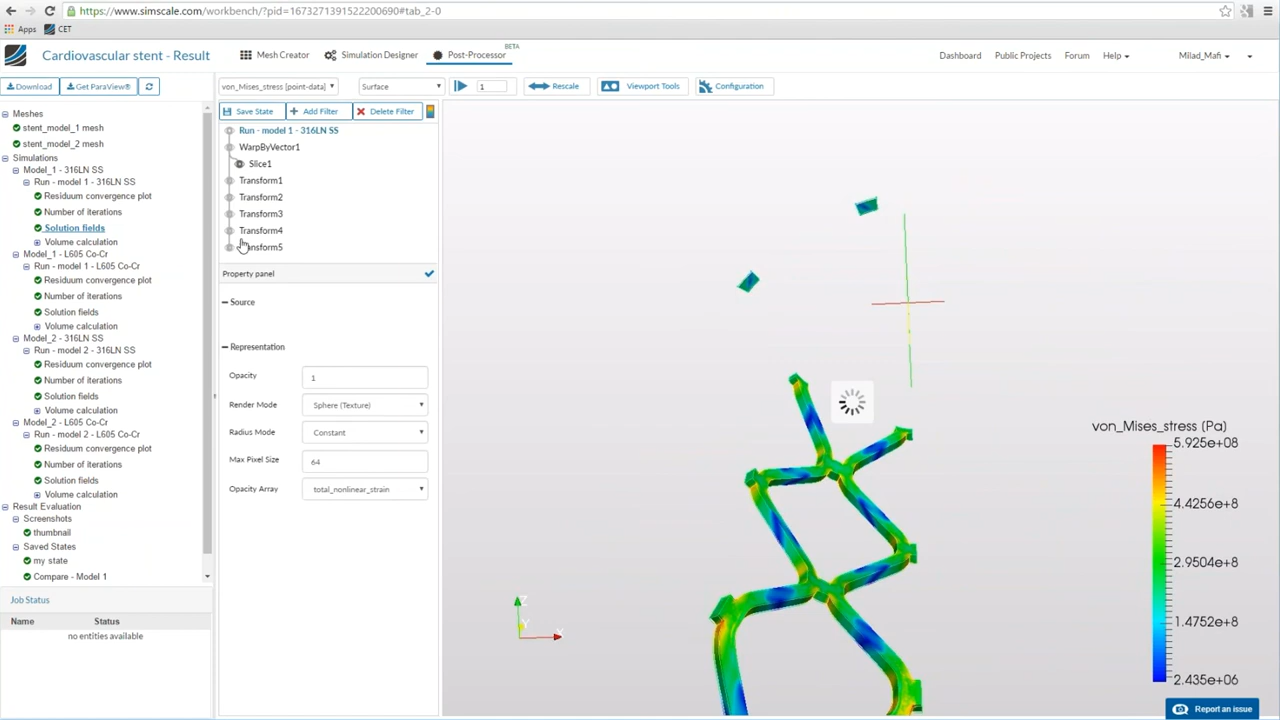 https://www.simscale.com/workbench/?pid=1673271391522200690#tab_2-0
Apps
CET
Cardiovascular stent - Result
Mesh Creator
Simulation Designer
Post-Processor
BETA
Dashboard
Public Projects
Forum
Help
Milad_Mafi
Download
Get ParaView®
von_Mises_stress [point-data]
Surface
1
Rescale
Viewport Tools
Configuration
Save State
Add Filter
Delete Filter
Meshes
stent_model_1 mesh
stent_model_2 mesh
Simulations
Model_1 - 316LN SS
Run - model 1 - 316LN SS
Residuum convergence plot
Number of iterations
Solution fields
Volume calculation
Model_1 - L605 Co-Cr
Run - model 1 - L605 Co-Cr
Residuum convergence plot
Number of iterations
Solution fields
Volume calculation
Model_2 - 316LN SS
Run - model 2 - 316LN SS
Residuum convergence plot
Number of iterations
Solution fields
Volume calculation
Model_2 - L605 Co-Cr
Run - model 2 - L605 Co-Cr
Residuum convergence plot
Number of iterations
Solution fields
Volume calculation
Result Evaluation
Screenshots
thumbnail
Saved States
my state
Compare - Model 1
Job Status
Name Status
no entities available
Run - model 1 - 316LN SS
WarpByVector1
Slice1
Transform1
Transform2
Transform3
Transform4
ansform5
Property panel
Source
Representation
Opacity 1
Render Mode Sphere (Texture)
Radius Mode Constant
Max Pixel Size 64
Opacity Array total_nonlinear_strain
von_Mises_stress [Pa]
5.925e+08
4.4256e+8
2.9504e+8
1.4752e+8
2.435e+06
Z
Y
X
Report an issue